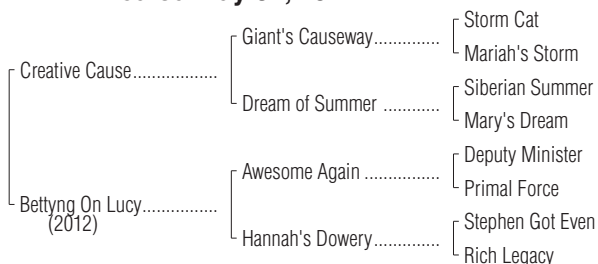 Storm Cat
Giant's Causeway..............
Mariah's Storm
Creative Cause..................
Siberian Summer
Dream of Summer ............
Mary's Dream
Deputy Minister
Awesome Again ................
Primal Force
Bettyng On Lucy................
(2012)
Stephen Got Even
Hannah's Dowery..............
Rich Legacy